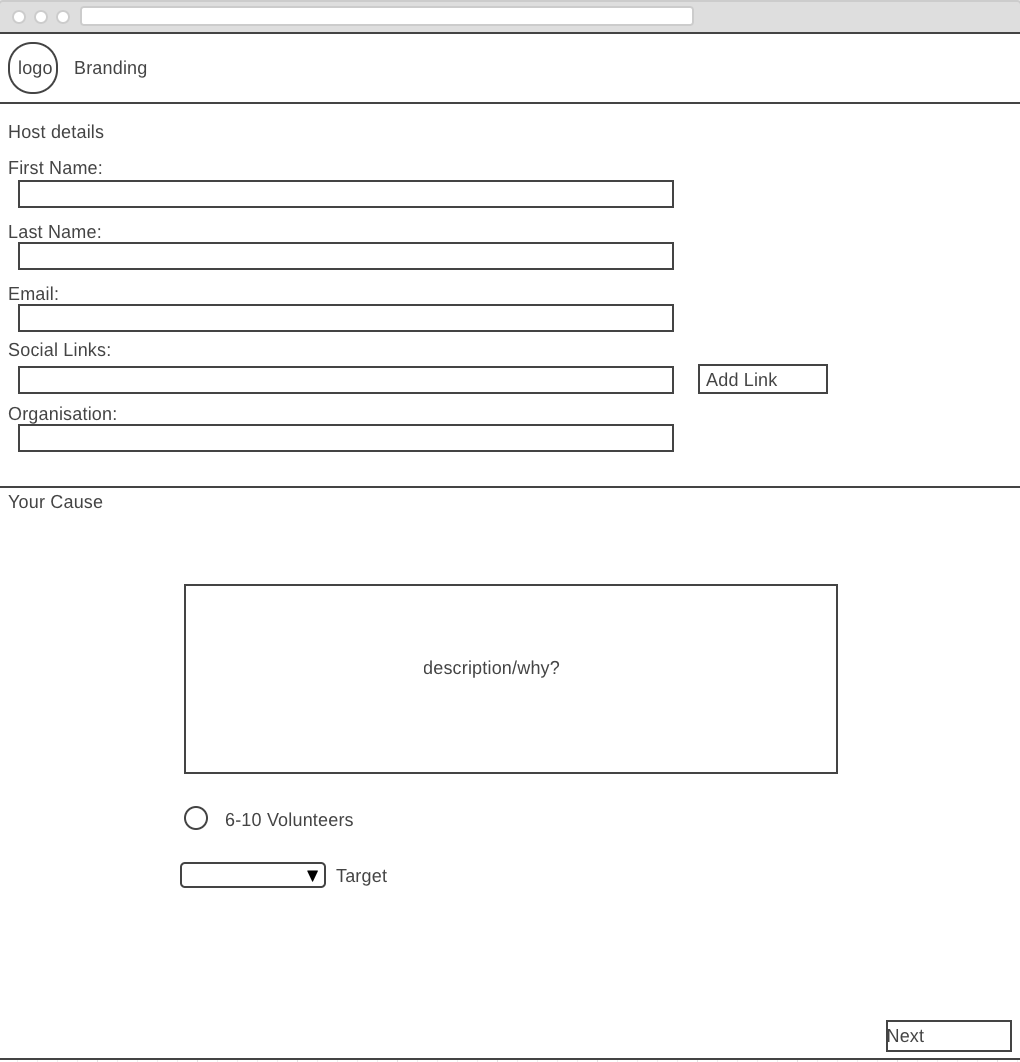 logo
Branding
Host details
First Name:
Last Name:
Email:
Social Links:
Add Link
Organisation:
Your Cause
description/why?
6-10 Volunteers
Target
Next